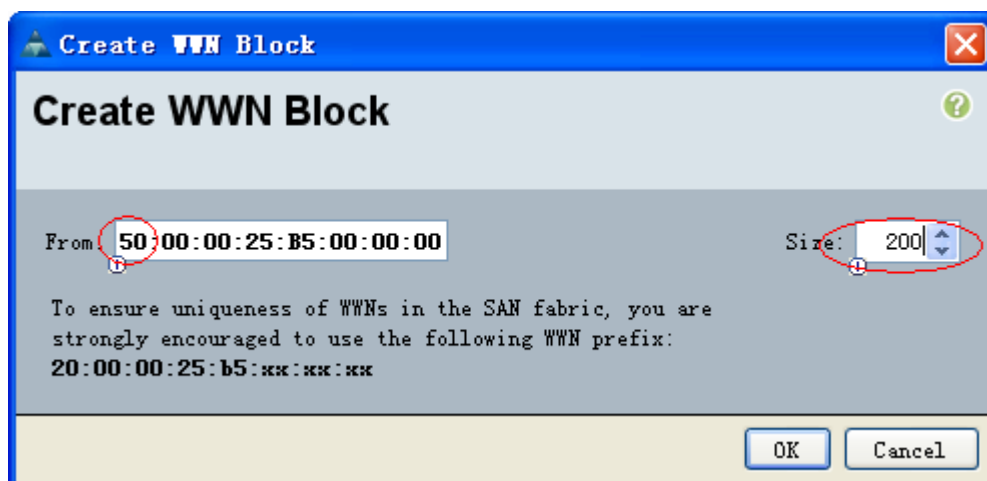 Create WWN Block
Create WWN Block
?
From: 50:00:00:25:B5:00:00:00
Size: 200
To ensure uniqueness of WWNs in the SAN fabric, you are
strongly encouraged to use the following WWN prefix:
20:00:00:25:b5:xx:xx:xx
OK
Cancel